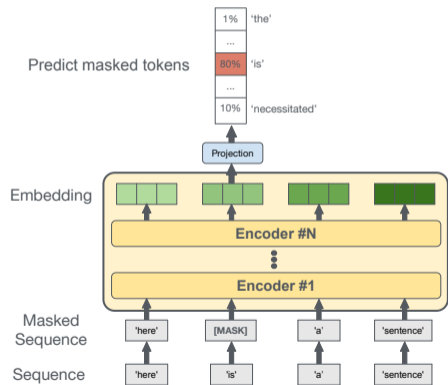 1% 'the'
...
Predict masked tokens 80% 'is'
...
10% 'necessitated'
Projection
Embedding
Encoder #N
Encoder #1
Masked
Sequence
'here' [MASK] 'a' 'sentence'
Sequence 'here' 'is' 'a' 'sentence'